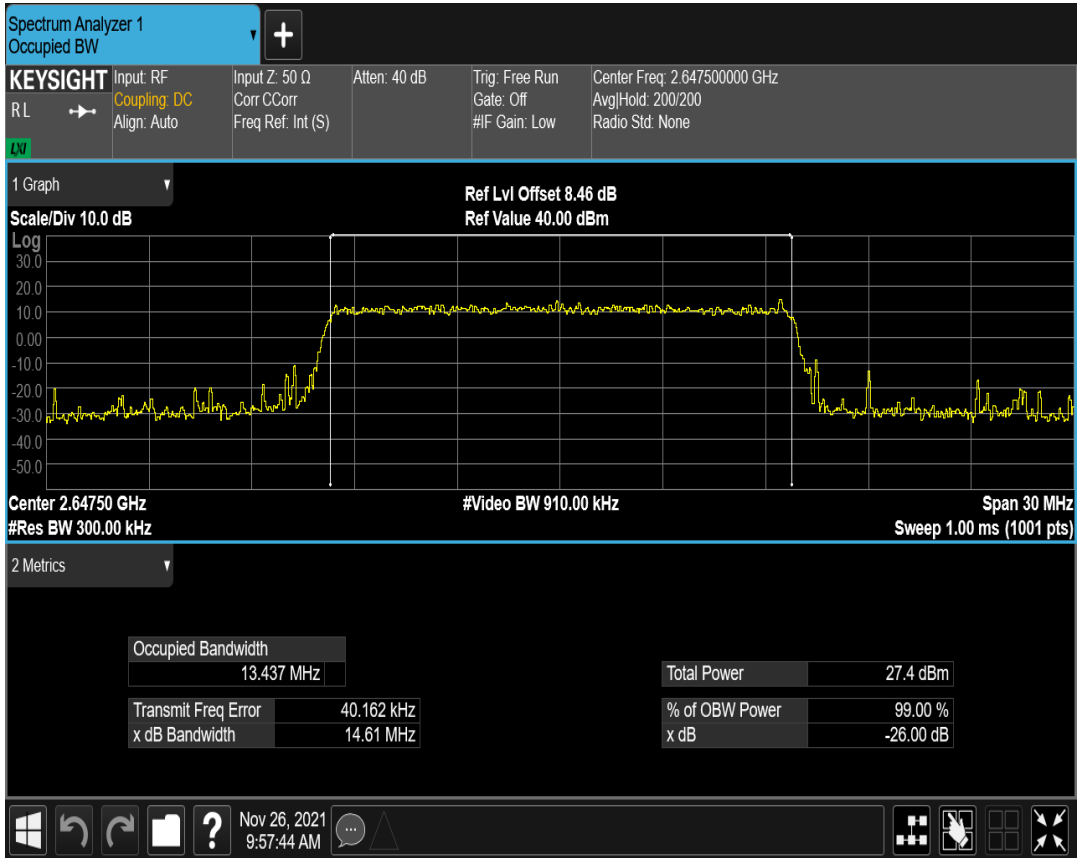 Spectrum Analyzer 1
Occupied BW
+
KEYSIGHT
R L
LXI
Input: RF
Coupling: DC
Align: Auto
Input Z: 50 Ω
Corr CCorr
Freq Ref: Int (S)
Atten: 40 dB
Trig: Free Run
Gate: Off
#IF Gain: Low
Center Freq: 2.647500000 GHz
Avg|Hold: 200/200
Radio Std: None
1 Graph
Scale/Div 10.0 dB
Ref Lvl Offset 8.46 dB
Ref Value 40.00 dBm
Log
30.0
20.0
10.0
0.00
-10.0
-20.0
-30.0
-40.0
-50.0
Center 2.64750 GHz
#Video BW 910.00 kHz
Span 30 MHz
#Res BW 300.00 kHz
Sweep 1.00 ms (1001 pts)
2 Metrics
Occupied Bandwidth
13.437 MHz
Total Power 27.4 dBm
Transmit Freq Error 40.162 kHz
% of OBW Power 99.00 %
x dB Bandwidth 14.61 MHz
x dB -26.00 dB
?
Nov 26, 2021
9:57:44 AM